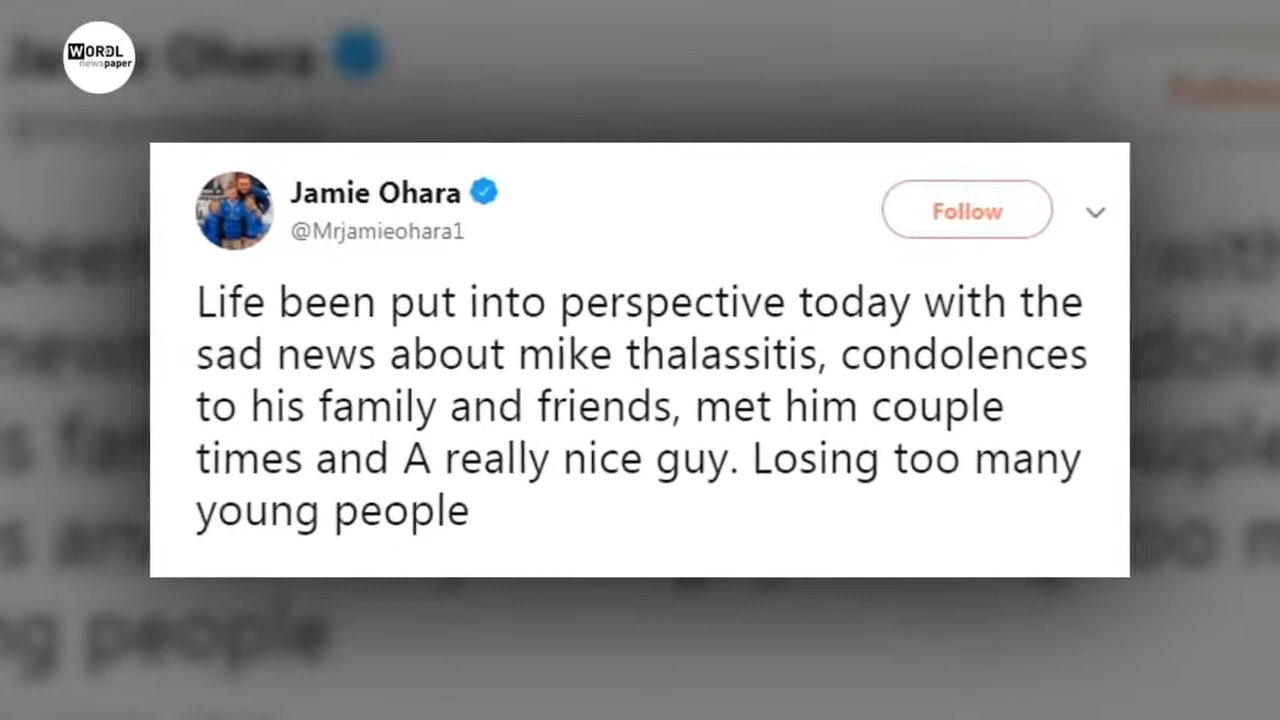 WORDL
newspaper
Jamie Ohara
@Mrjamieohara1
Follow
Life been put into perspective today with the
sad news about mike thalassitis, condolences
to his family and friends, met him couple
times and A really nice guy. Losing too many
young people